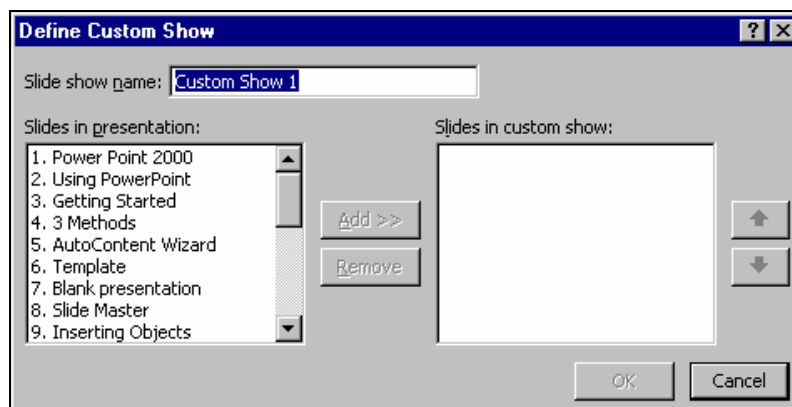 Define Custom Show
Slide show name: Custom Show 1
Slides in presentation:
1. Power Point 2000
2. Using PowerPoint
3. Getting Started
4. 3 Methods
5. AutoContent Wizard
6. Template
7. Blank presentation
8. Slide Master
9. Inserting Objects
Add >>
Remove
Slides in custom show:
OK
Cancel